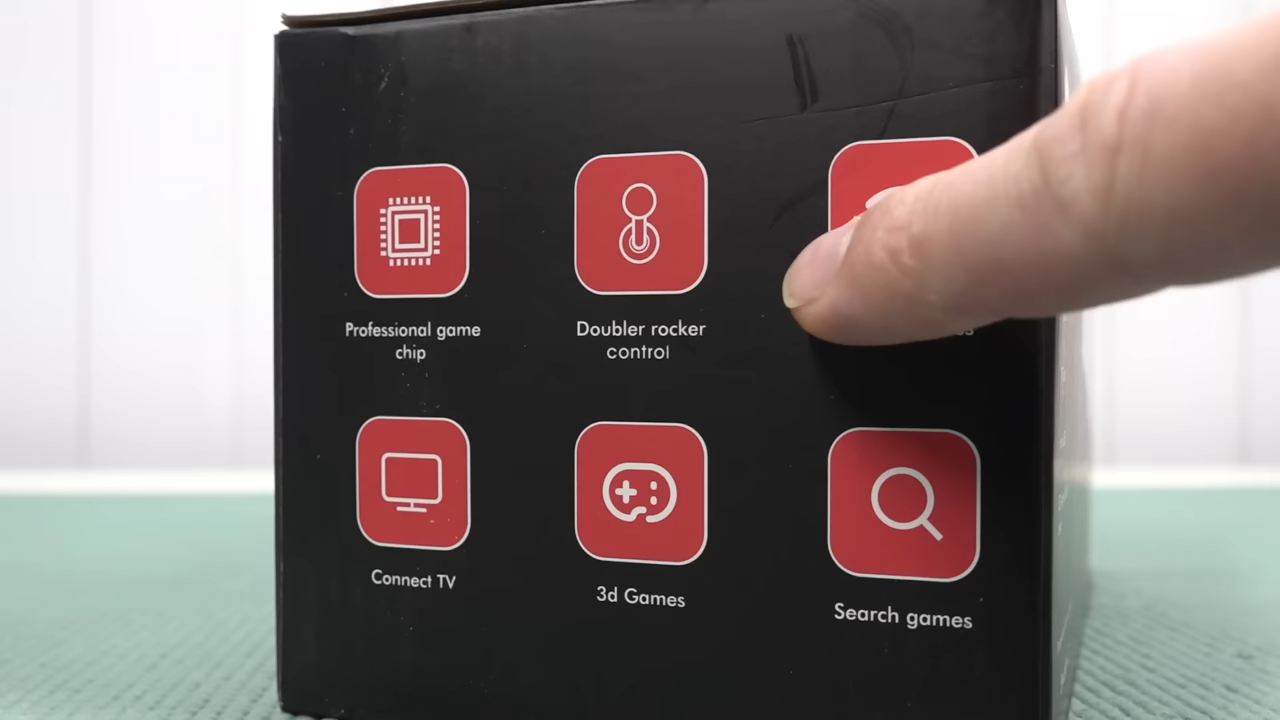 Professional game
chip
Doubler rocker
control
Connect TV
3d Games
Search games